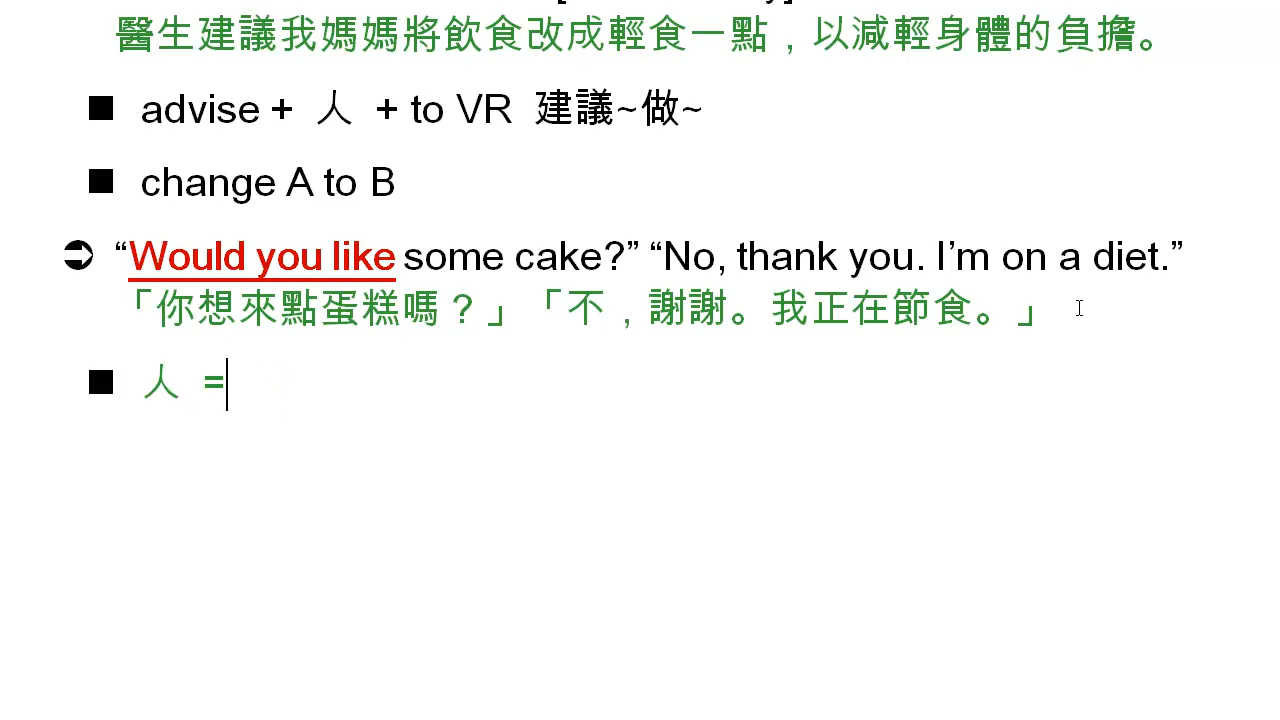 醫生建議我媽媽將飲食改成輕食一點，以減輕身體的負擔。
■ advise + 人 + to VR 建議~做~
■ change A to B
➲ “Would you like some cake?” “No, thank you. I’m on a diet.”
「你想來點蛋糕嗎？」「不，謝謝。我正在節食。」
■ 人 =